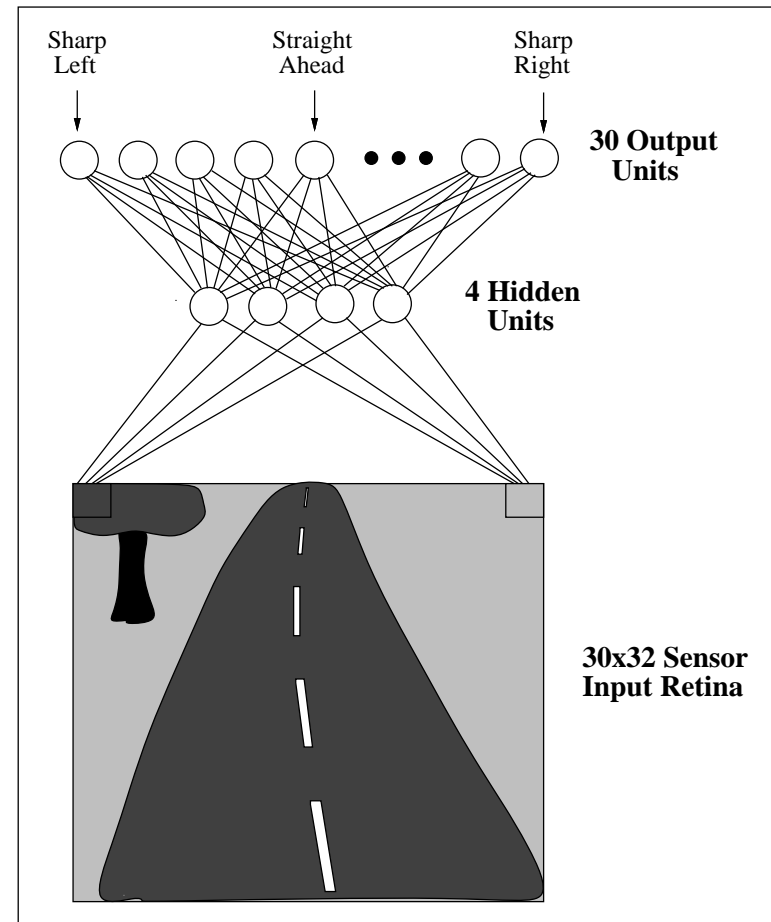 Sharp
Left
Straight
Ahead
Sharp
Right
30 Output
Units
4 Hidden
Units
30x32 Sensor
Input Retina